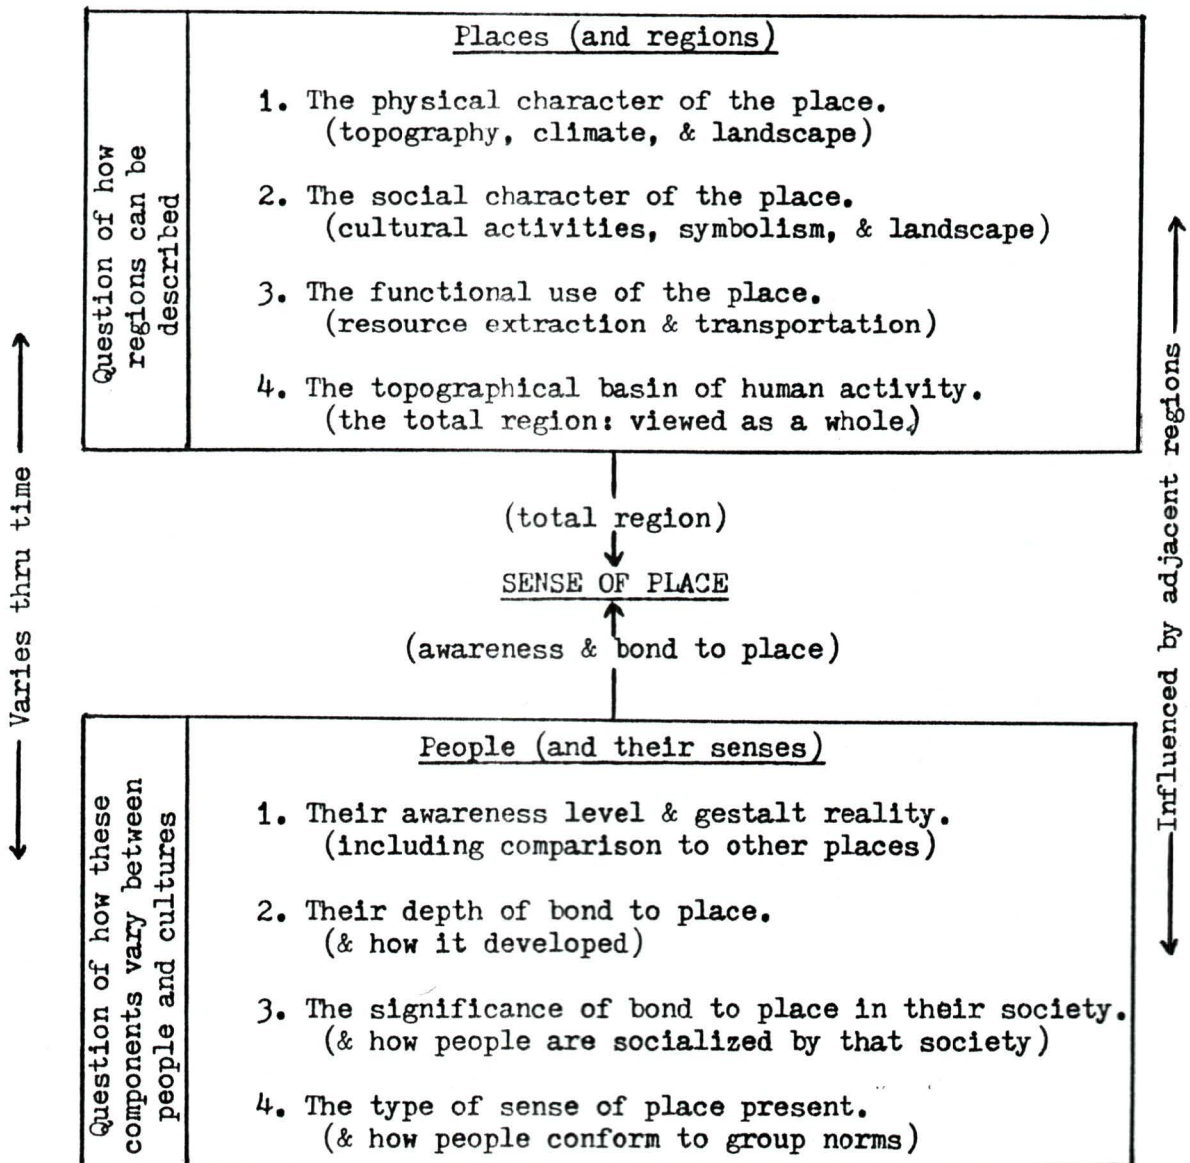 Places (and regions)
Question of how
regions can be
described
1. The physical character of the place.
(topography, climate, & landscape)
2. The social character of the place.
(cultural activities, symbolism, & landscape)
3. The functional use of the place.
(resource extraction & transportation)
4. The topographical basin of human activity.
(the total region: viewed as a whole)
Varies thru time
Influenced by adjacent regions
(total region)
SENSE OF PLACE
(awareness & bond to place)
People (and their senses)
Question of how these
components vary between
people and cultures
1. Their awareness level & gestalt reality.
(including comparison to other places)
2. Their depth of bond to place.
(& how it developed)
3. The significance of bond to place in their society.
(& how people are socialized by that society)
4. The type of sense of place present.
(& how people conform to group norms)